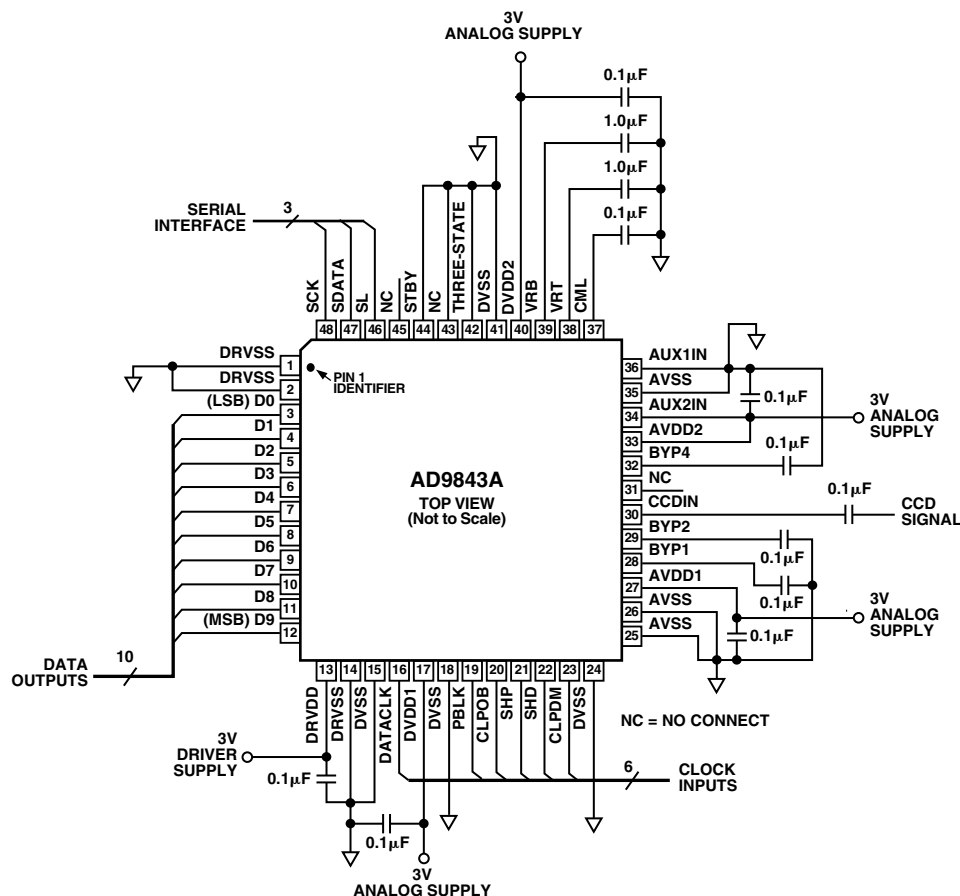 3V
ANALOG SUPPLY
0.1µF
1.0µF
1.0µF
0.1µF
SERIAL
INTERFACE
3
SCK
SDATA
SL
NC
STBY
NC
THREE-STATE
DVSS
DVDD2
VRB
VRT
CML
48
47
46
45
44
43
42
41
40
39
38
37
DRVSS
1
DRVSS
2
(LSB) D0
3
D1
4
D2
5
D3
6
D4
7
D5
8
D6
9
D7
10
D8
11
(MSB) D9
12
PIN 1
IDENTIFIER
AD9843A
TOP VIEW
(Not to Scale)
36
AUX1IN
35
AVSS
34
AUX2IN
33
AVDD2
32
BYP4
31
NC
30
CCDIN
29
BYP2
28
BYP1
27
AVDD1
26
AVSS
25
AVSS
0.1µF
3V
ANALOG
SUPPLY
0.1µF
0.1µF
CCD
SIGNAL
0.1µF
0.1µF
3V
ANALOG
SUPPLY
0.1µF
DATA
OUTPUTS
10
13
14
15
16
17
18
19
20
21
22
23
24
DRVDD
DRVSS
DVSS
DATACLK
DVDD1
DVSS
PBLK
CLPOB
SHP
SHD
CLPDM
DVSS
NC = NO CONNECT
3V
DRIVER
SUPPLY
0.1µF
6
CLOCK
INPUTS
0.1µF
3V
ANALOG SUPPLY